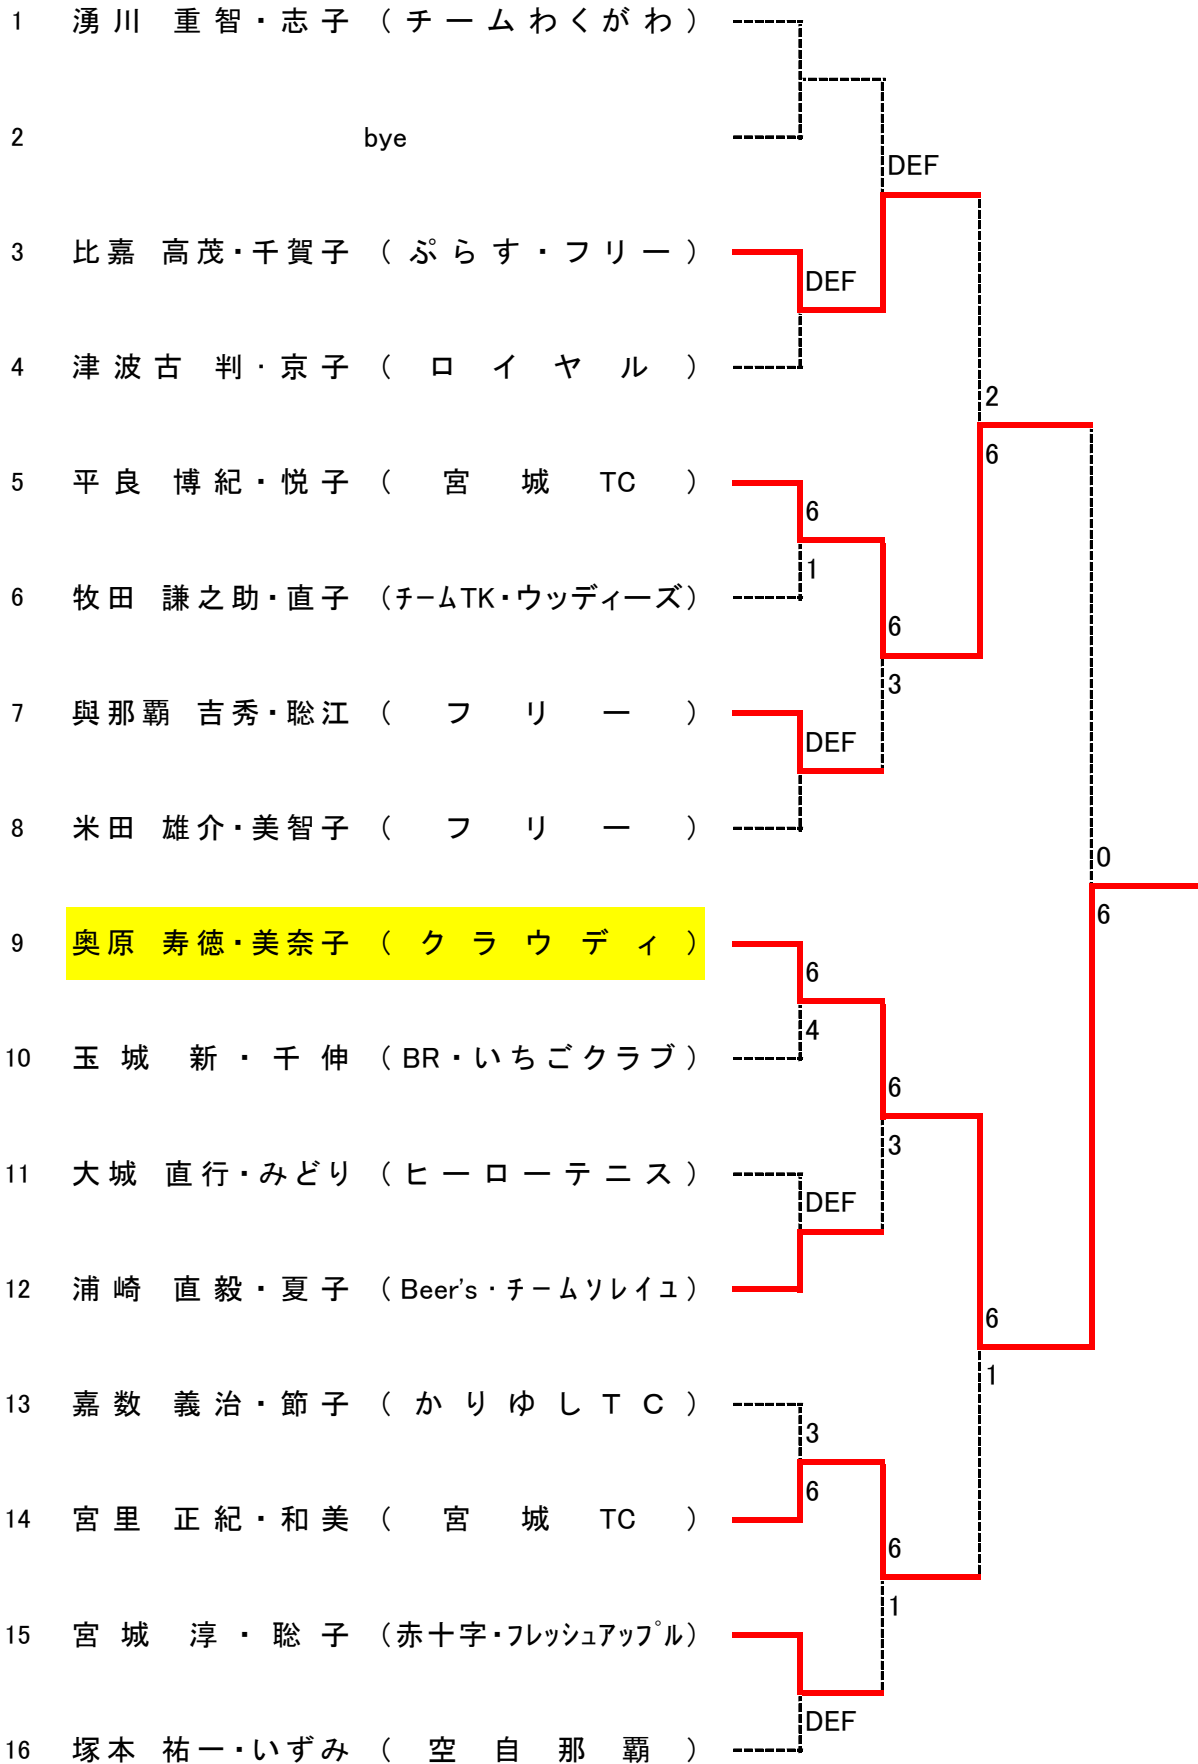 1 湧川 重智・志子 (チームわくがわ)
2 bye
DEF
3 比嘉 高茂・千賀子 (ぷらす・フリー)
DEF
4 津波古 判・京子 (ロイヤル)
2
6
5 平良 博紀・悦子 (宮城TC)
6
1
6 牧田 謙之助・直子 (チームTK・ウッディーズ)
6
3
7 與那覇 吉秀・聡江 (フリー)
DEF
8 米田 雄介・美智子 (フリー)
0
6
9 奥原 寿徳・美奈子 (クラウディ)
6
4
10 玉城 新・千伸 (BR・いちごクラブ)
6
3
11 大城 直行・みどり (ヒーローテニス)
DEF
12 浦崎 直毅・夏子 (Beer's・チームソレイユ)
6
1
13 嘉数 義治・節子 (かりゆしTC)
3
6
14 宮里 正紀・和美 (宮城TC)
6
1
15 宮城 淳・聡子 (赤十字・フレッシュアップル)
DEF
16 塚本 祐一・いずみ (空自那覇)